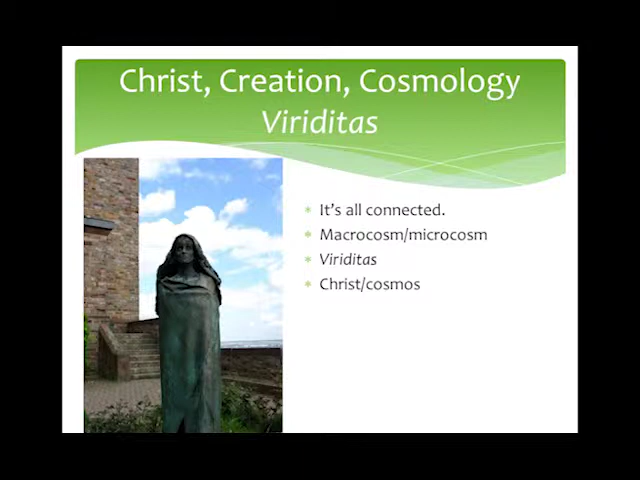 Christ, Creation, Cosmology
Viriditas
It's all connected.
Macrocosm/microcosm
Viriditas
Christ/cosmos